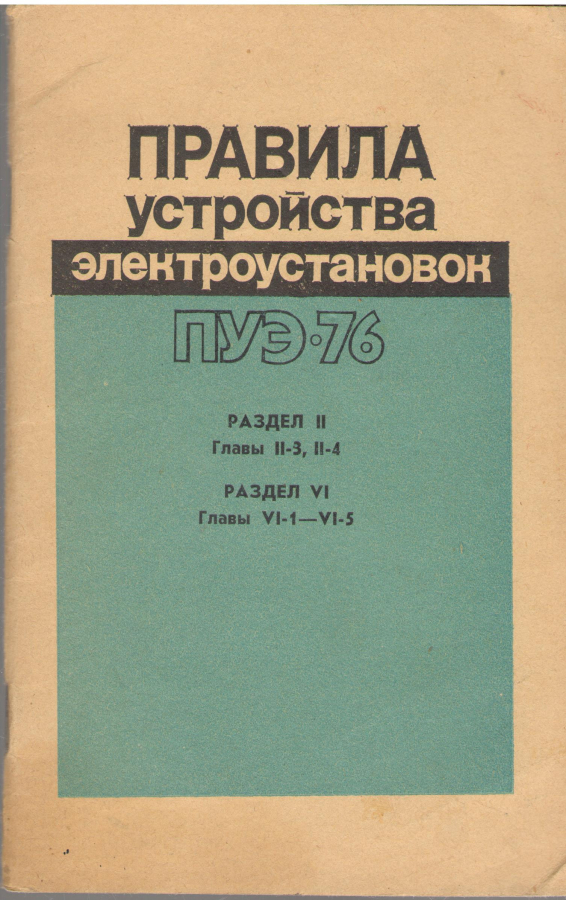 ПРАВИЛА
устройства
электроустановок
ПУЭ·76
РАЗДЕЛ II
Главы II-3, II-4
РАЗДЕЛ VI
Главы VI-1—VI-5